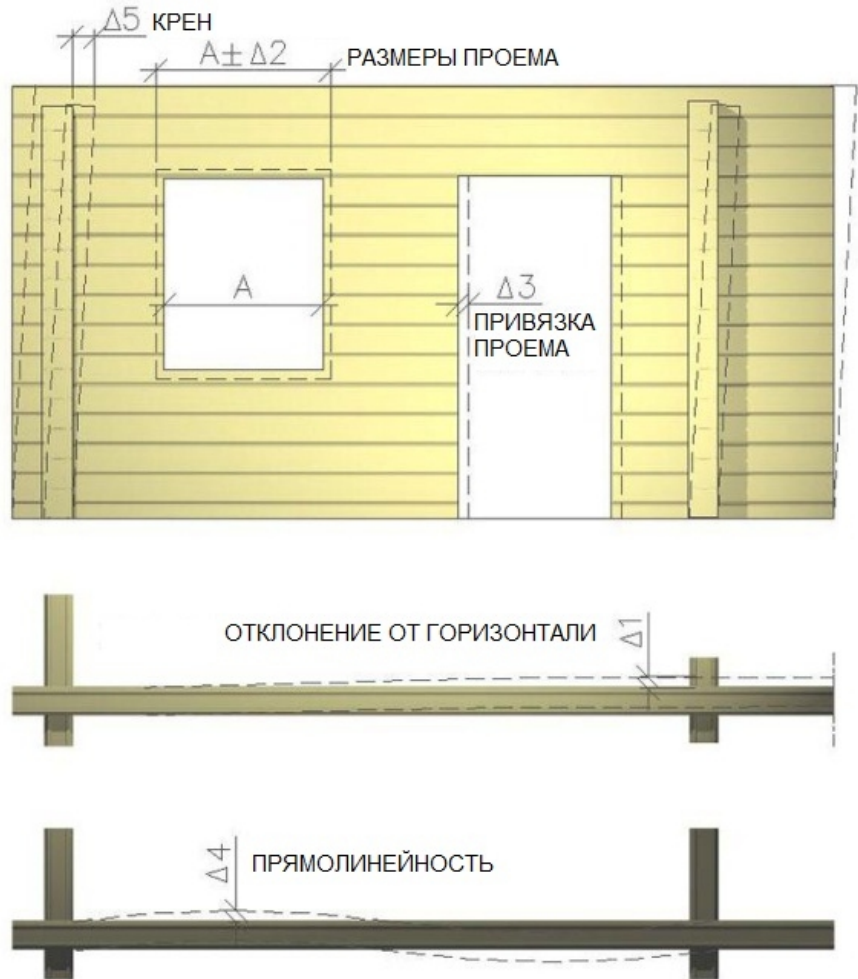 Δ5 КРЕН
A± Δ2 РАЗМЕРЫ ПРОЕМА
A
Δ3
ПРИВЯЗКА
ПРОЕМА
ОТКЛОНЕНИЕ ОТ ГОРИЗОНТАЛИ Δ1
Δ4 ПРЯМОЛИНЕЙНОСТЬ